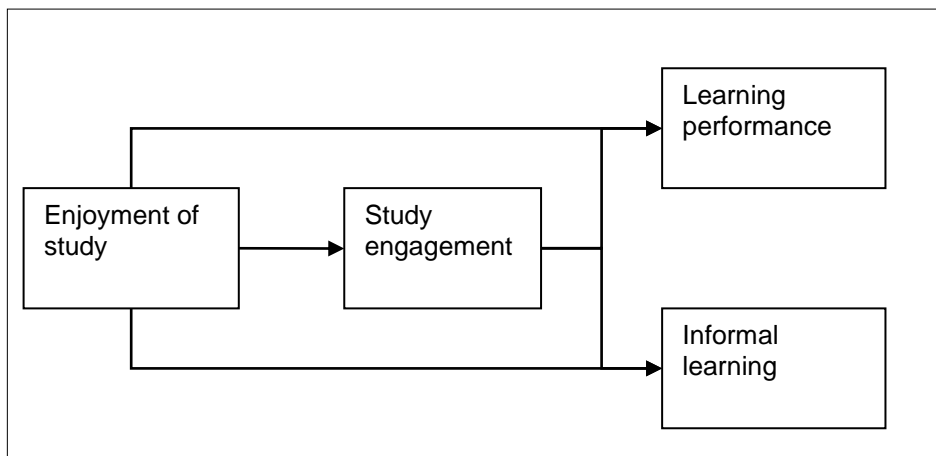 Learning
performance
Enjoyment of
study
Study
engagement
Informal
learning